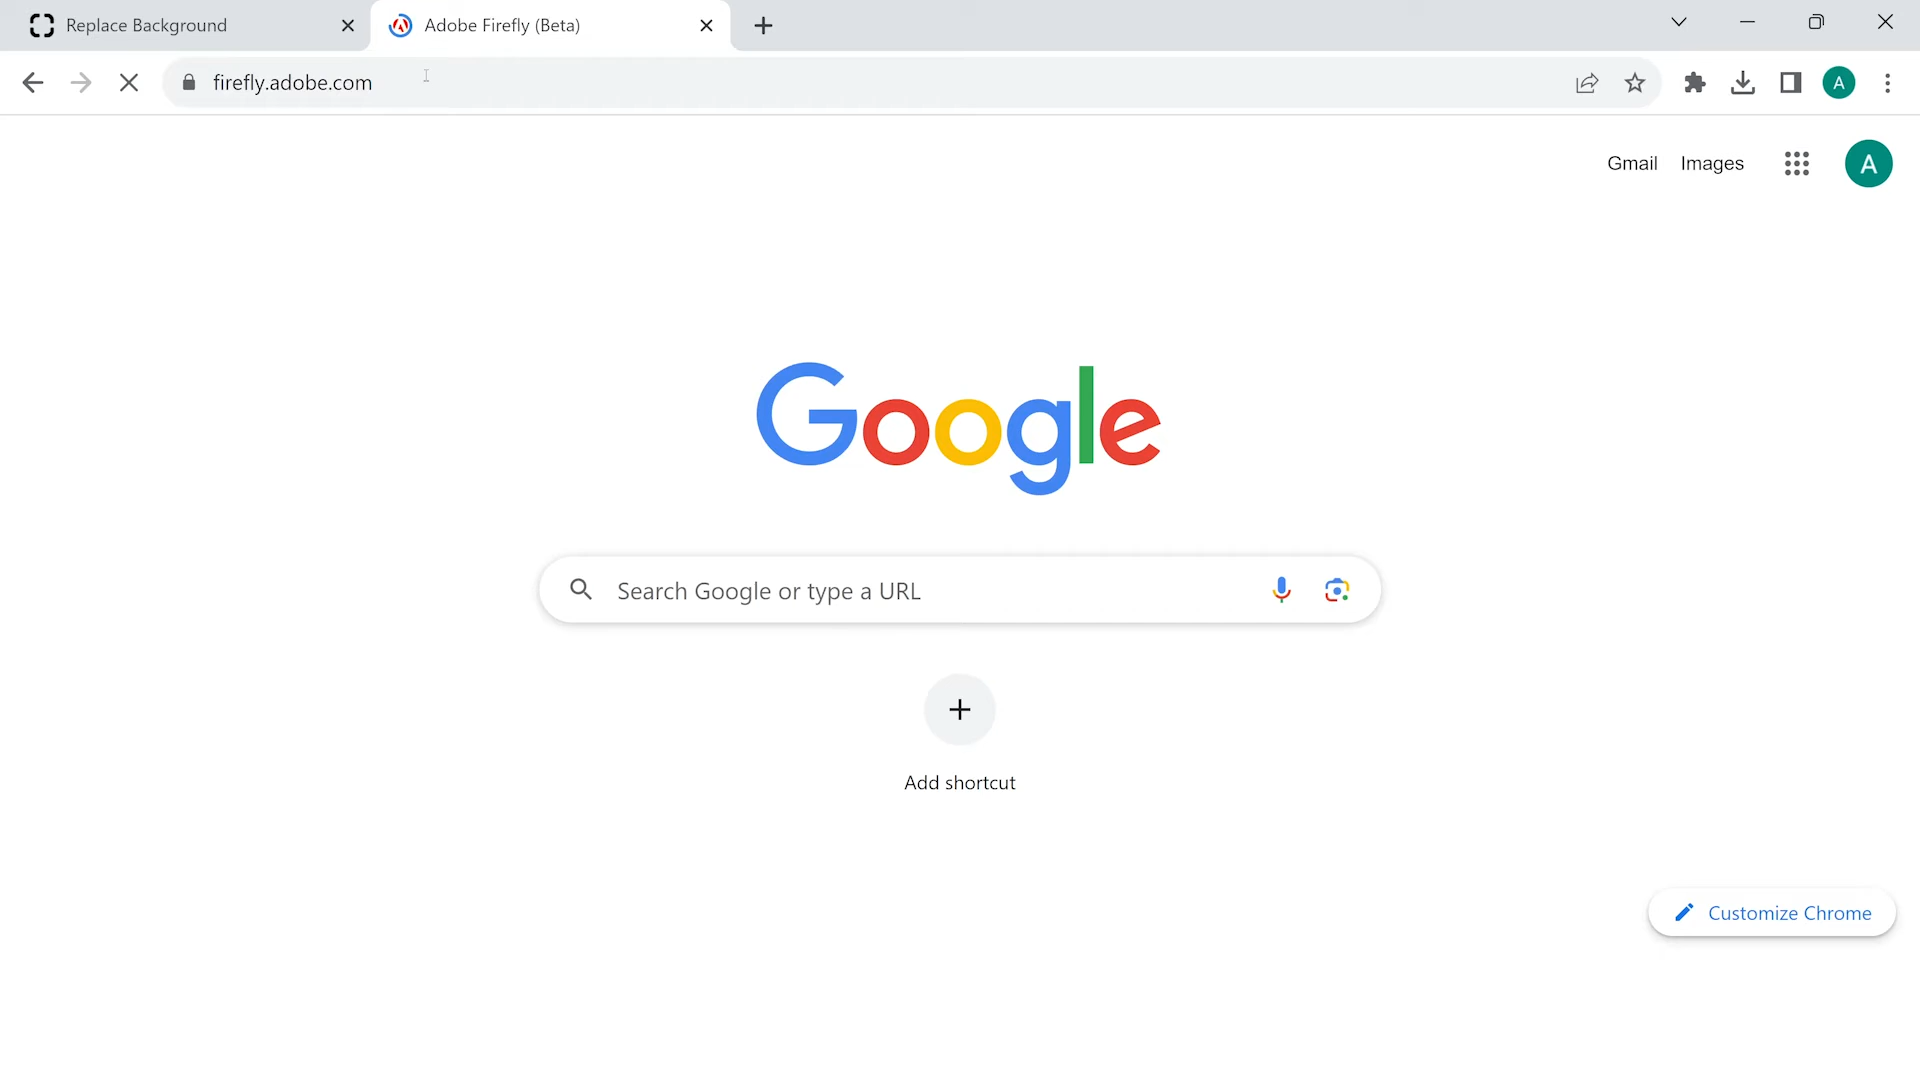 Replace Background
Adobe Firefly (Beta)
firefly.adobe.com
A
Gmail Images
A
Google
Search Google or type a URL
Add shortcut
Customize Chrome